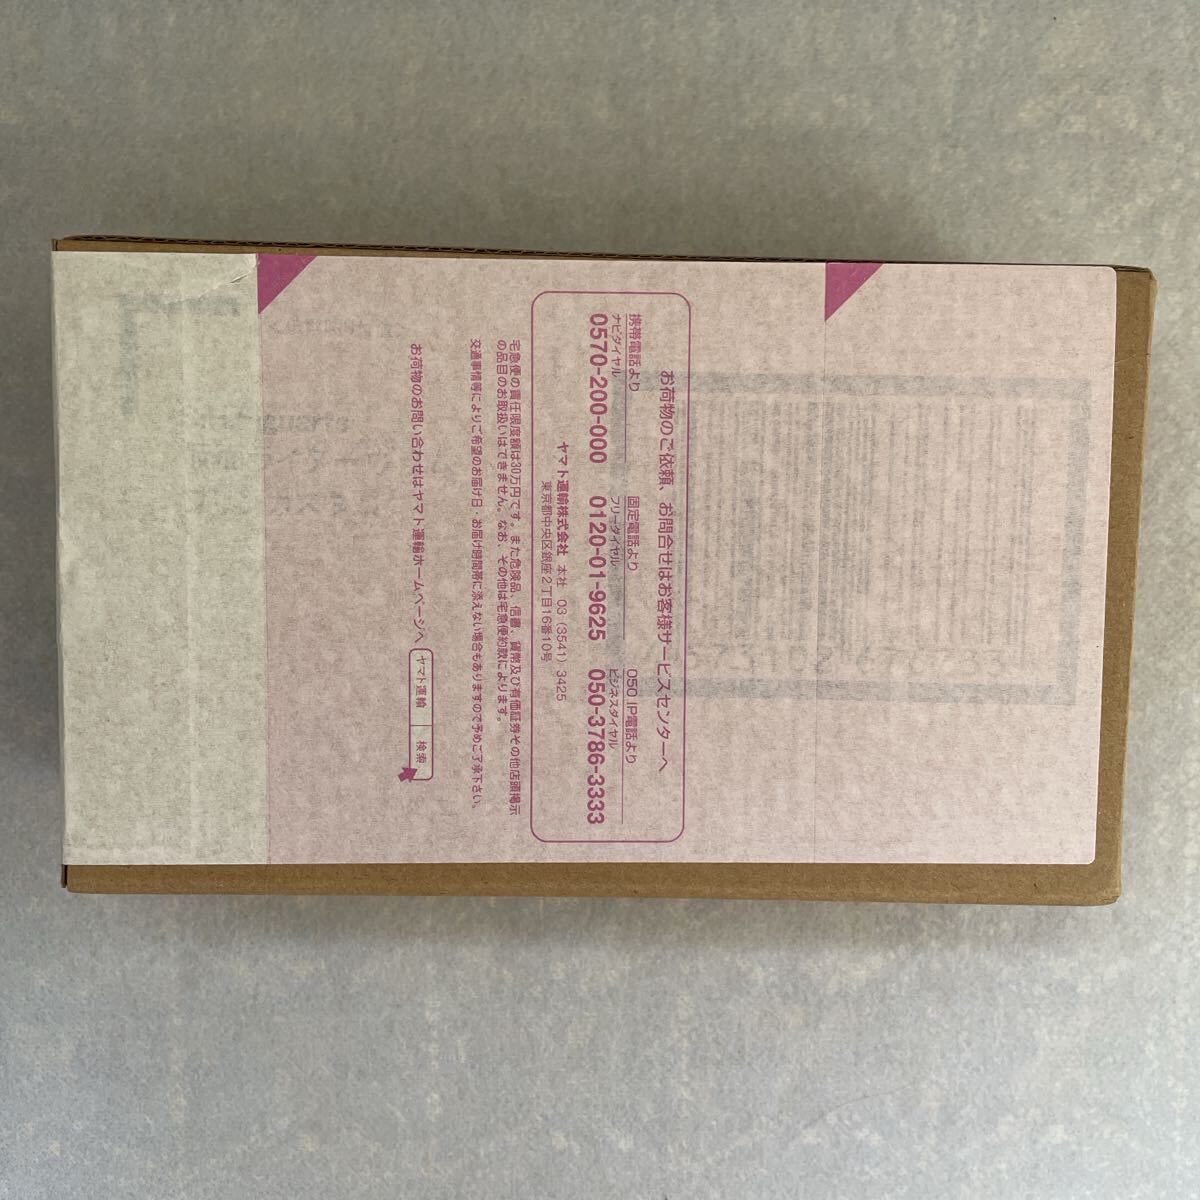 お荷物のご依頼、お問合せはお客様サービスセンターへ
携帯電話より
ナビダイヤル
0570-200-000
固定電話より
フリーダイヤル
0120-01-9625
050 IP電話より
ビジネスダイヤル
050-3786-3333
ヤマト運輸株式会社 本社 03（3541）3425
東京都中央区銀座2丁目16番10号
宅急便の責任限度額は30万円です。また危険品、信書、貨幣及び有価証券その他店頭掲示
の品目のお取扱いはできません。なお、その他は宅急便約款によります。
交通事情等によりご希望のお届け日・お届け時間帯に添えない場合もありますので予めご了承下さい。
お荷物のお問い合わせはヤマト運輸ホームページへ ヤマト運輸 検索